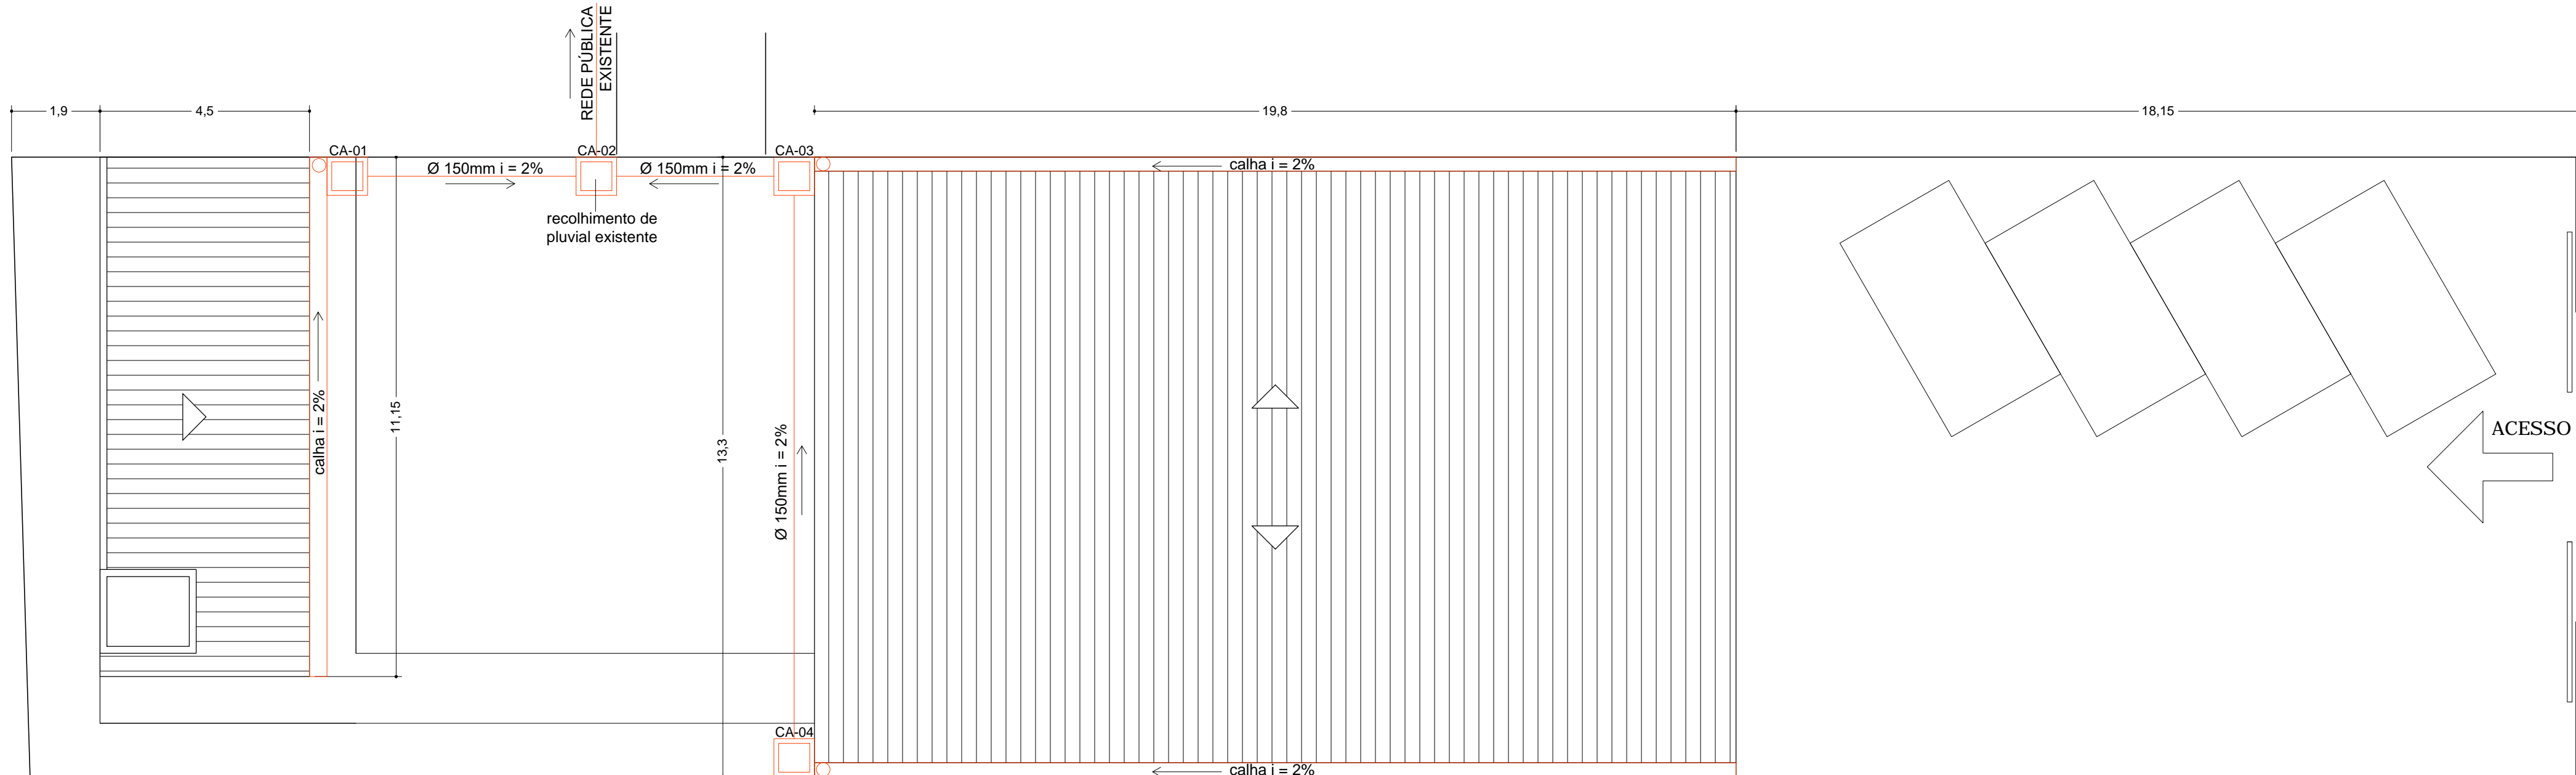 REDE PÚBLICA
EXISTENTE
1,9
4,5
19,8
18,15
CA-01
CA-02
CA-03
Ø 150mm i = 2%
Ø 150mm i = 2%
calha i = 2%
recolhimento de
pluvial existente
calha i = 2%
11,15
13,3
Ø 150mm i = 2%
ACESSO
CA-04
calha i = 2%